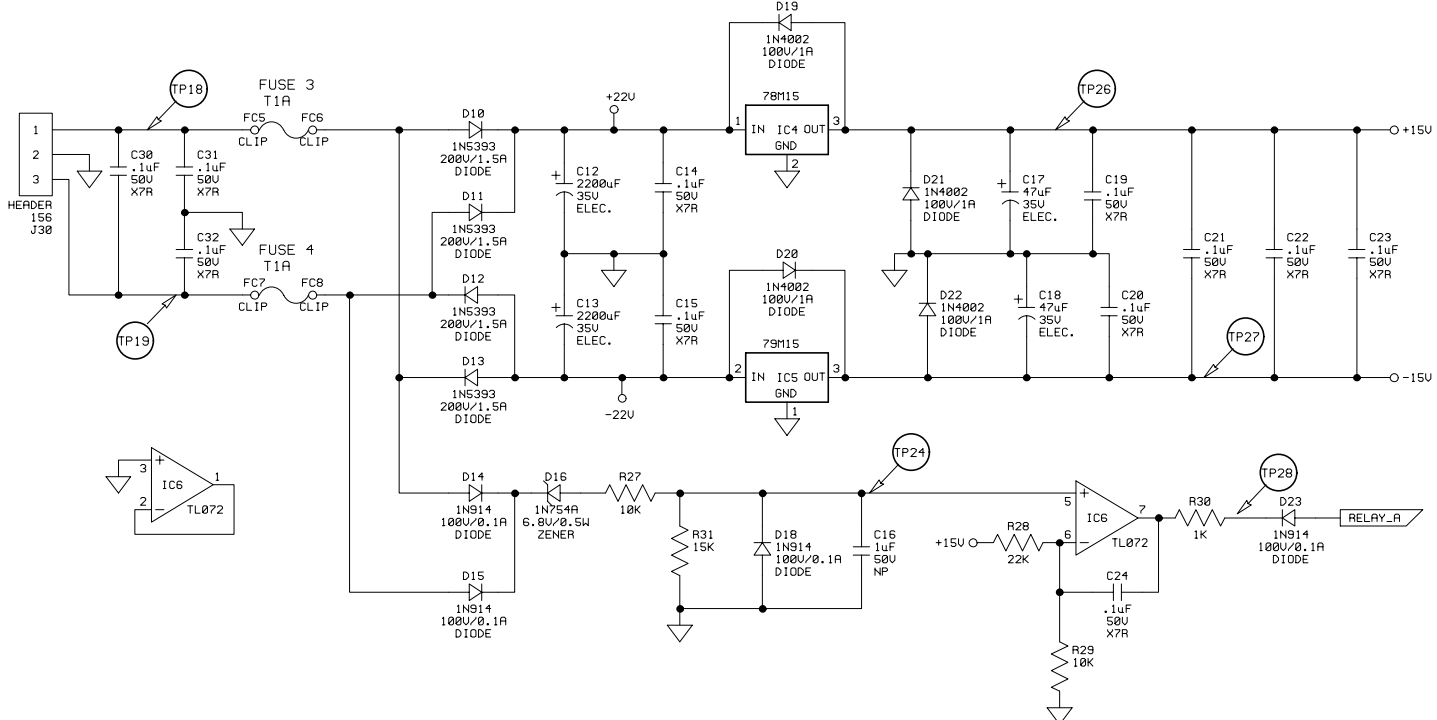 D19
1N4002
100V/1A
DIODE
TP18
FUSE 3
T1A
FC5
CLIP
FC6
CLIP
1
2
3
HEADER
156
J30
C30
.1uF
50V
X7R
C31
.1uF
50V
X7R
C32
.1uF
50V
X7R
FUSE 4
T1A
FC7
CLIP
FC8
CLIP
TP19
D10
1N5393
200V/1.5A
DIODE
D11
1N5393
200V/1.5A
DIODE
D12
1N5393
200V/1.5A
DIODE
D13
1N5393
200V/1.5A
DIODE
+22V
C12
+
2200uF
35V
ELEC.
C14
.1uF
50V
X7R
C13
+
2200uF
35V
ELEC.
C15
.1uF
50V
X7R
-22V
78M15
1
IN IC4 OUT
GND
3
2
D20
1N4002
100V/1A
DIODE
79M15
2
IN IC5 OUT
GND
3
1
TP26
D21
1N4002
100V/1A
DIODE
C17
+
47uF
35V
ELEC.
C19
.1uF
50V
X7R
D22
1N4002
100V/1A
DIODE
C18
+
47uF
35V
ELEC.
C20
.1uF
50V
X7R
C21
.1uF
50V
X7R
C22
.1uF
50V
X7R
C23
.1uF
50V
X7R
+15V
TP27
-15V
3
+
2
-
IC6
1
TL072
D14
1N914
100V/0.1A
DIODE
D16
1N754A
6.8V/0.5W
ZENER
R27
10K
D15
1N914
100V/0.1A
DIODE
R31
15K
D18
1N914
100V/0.1A
DIODE
C16
1uF
50V
NP
TP24
+15V
R28
22K
5
+
6
-
IC6
7
TL072
C24
.1uF
50V
X7R
R29
10K
R30
1K
TP28
D23
1N914
100V/0.1A
DIODE
RELAY_A